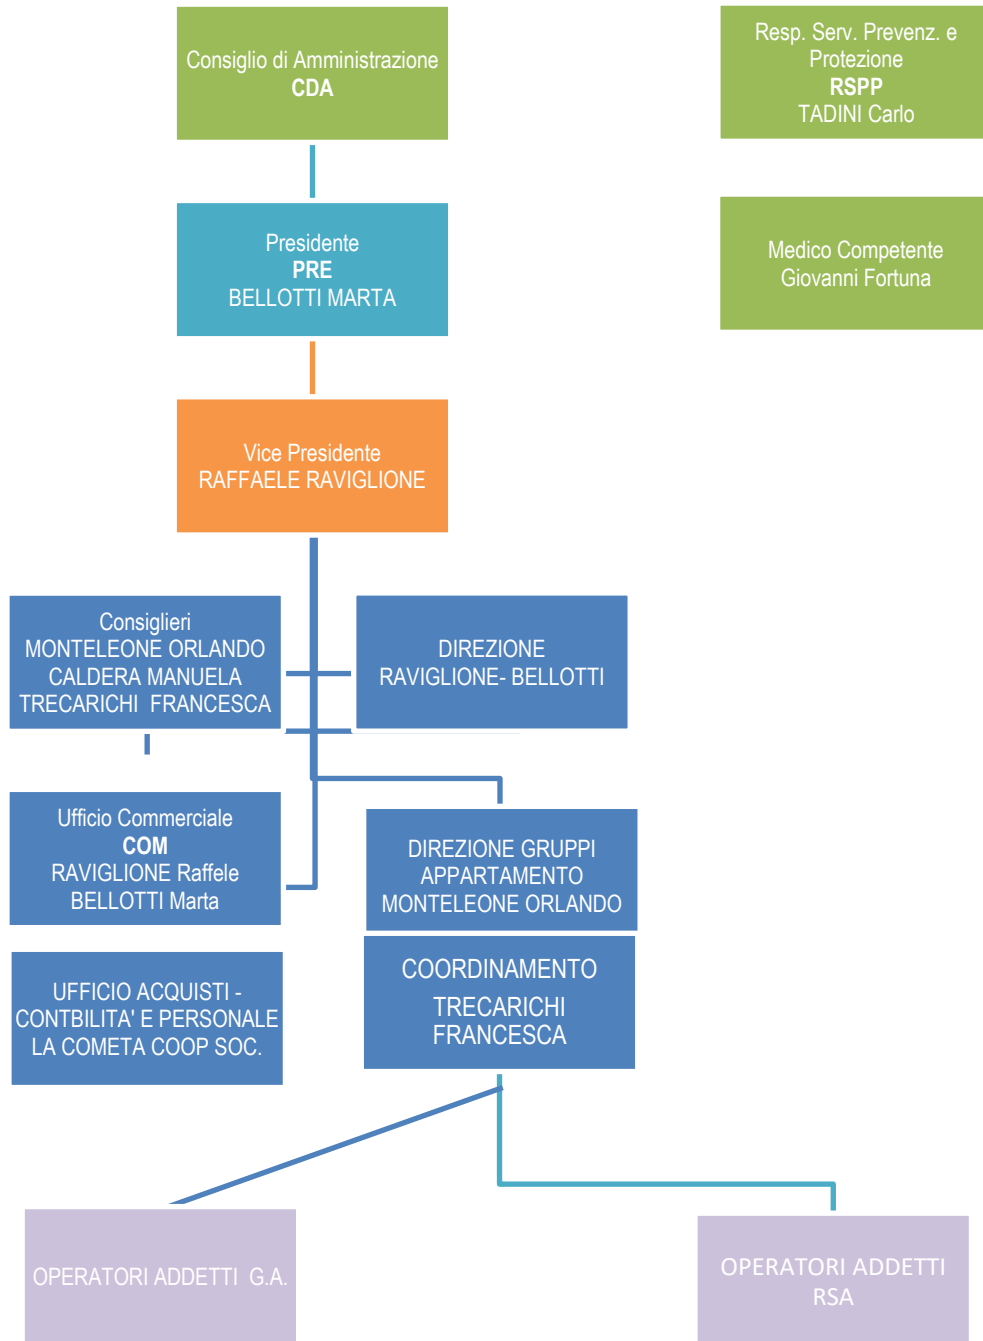 Consiglio di Amministrazione
CDA
Resp. Serv. Prevenz. e
Protezione
RSPP
TADINI Carlo
Presidente
PRE
BELLOTTI MARTA
Medico Competente
Giovanni Fortuna
Vice Presidente
RAFFAELE RAVIGLIONE
Consiglieri
MONTELEONE ORLANDO
CALDERA MANUELA
TRECARICHI FRANCESCA
DIREZIONE
RAVIGLIONE- BELLOTTI
Ufficio Commerciale
COM
RAVIGLIONE Raffele
BELLOTTI Marta
DIREZIONE GRUPPI
APPARTAMENTO
MONTELEONE ORLANDO
COORDINAMENTO
TRECARICHI
FRANCESCA
UFFICIO ACQUISTI -
CONTBILITA' E PERSONALE
LA COMETA COOP SOC.
OPERATORI ADDETTI G.A.
OPERATORI ADDETTI
RSA